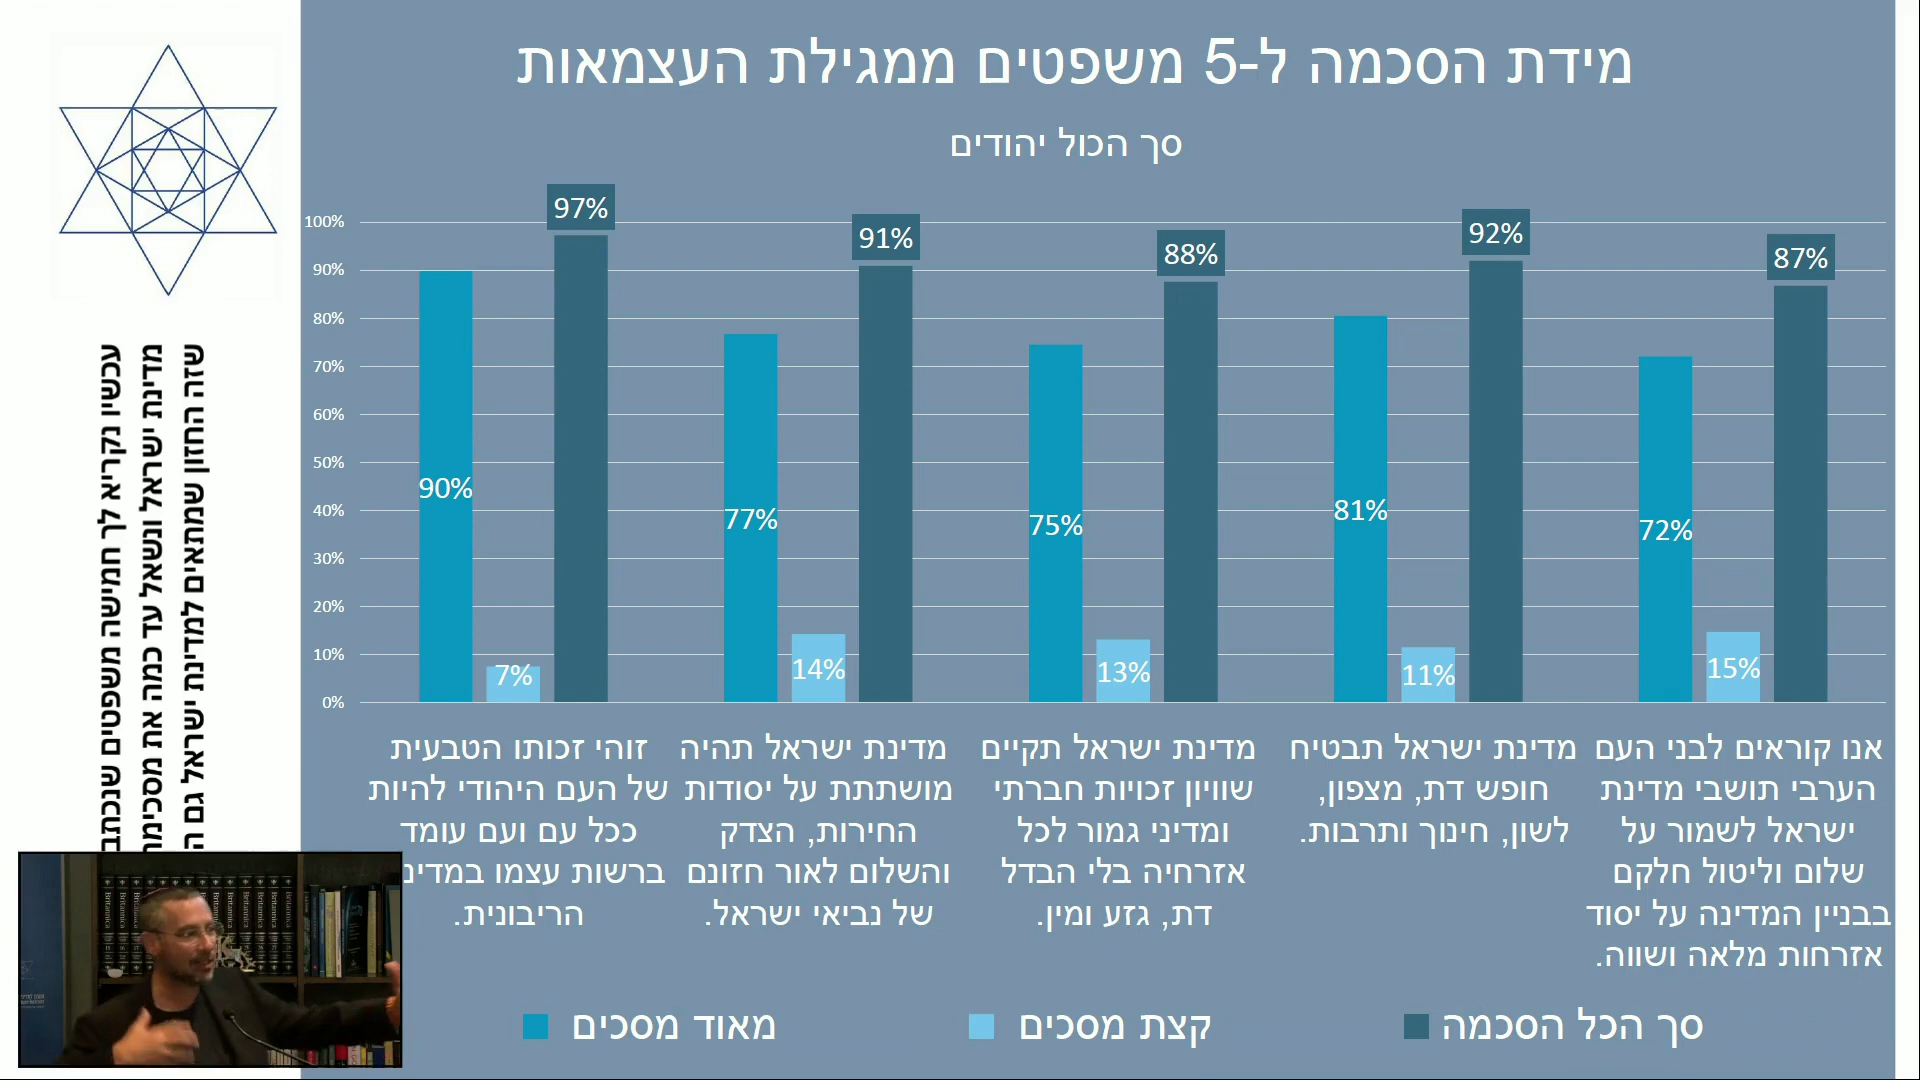 מידת הסכמה ל-5 משפטים ממגילת העצמאות
סך הכול יהודים
100%
90%
80%
70%
60%
50%
40%
30%
20%
10%
0%
90%
7%
97%
77%
14%
91%
75%
13%
88%
81%
11%
92%
72%
15%
87%
זוהי זכותו הטבעית
של העם היהודי להיות
ככל עם ועם עומד
ברשות עצמו
הריבונית.
מדינת ישראל תהיה
מושתתת על יסודות
החירות, הצדק
והשלום לאור חזונם
של נביאי ישראל.
מדינת ישראל תקיים
שוויון זכויות חברתי
ומדיני גמור לכל
אזרחיה בלי הבדל
דת, גזע ומין.
מדינת ישראל תבטיח
חופש דת, מצפון,
לשון, חינוך ותרבות.
אנו קוראים לבני העם
הערבי תושבי מדינת
ישראל לשמור על
שלום וליטול חלקם
בבניין המדינה על יסוד
אזרחות מלאה ושווה.
מאוד מסכים
קצת מסכים
סך הכל הסכמה
עכשיו נקריא לך חמישה משפטים
מדינת ישראל ונשאל עד כמה את
שזה החזון שמתאים למדינת ישראל גם